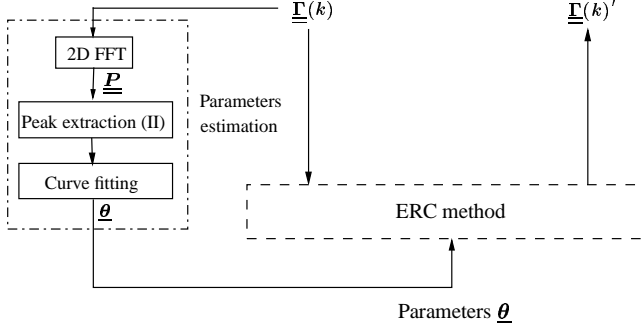 Γ(k)
Γ(k)′
2D FFT
P
Parameters
estimation
Peak extraction (II)
Curve fitting
θ
ERC method
Parameters θ